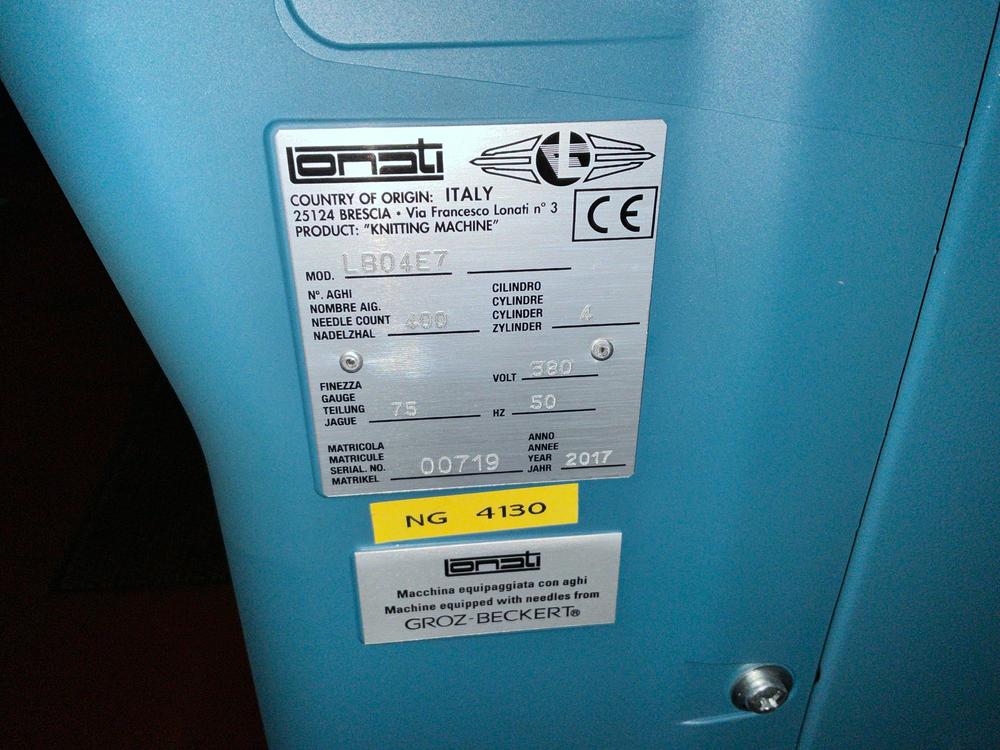 Lonati
COUNTRY OF ORIGIN: ITALY
25124 BRESCIA • Via Francesco Lonati n° 3
PRODUCT: "KNITTING MACHINE"
CE
MOD. LB04E7
N°. AGHI
NOMBRE AIG.
NEEDLE COUNT
NADELZHAL 400
CILINDRO
CYLINDRE
CYLINDER
ZYLINDER 4
FINEZZA
GAUGE
TEILUNG
JAGUE 75
VOLT 380
HZ 50
MATRICOLA
MATRICULE
SERIAL. NO.
MATRIKEL 00719
ANNO
ANNEE
YEAR
JAHR 2017
NG 4130
Lonati
Macchina equipaggiata con aghi
Machine equipped with needles from
GROZ-BECKERT®